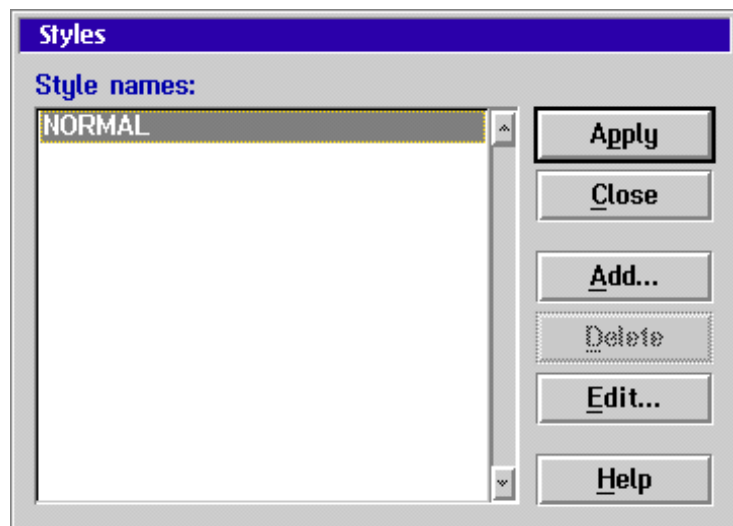 Styles
Style names:
NORMAL
Apply
Close
Add...
Delete
Edit...
Help